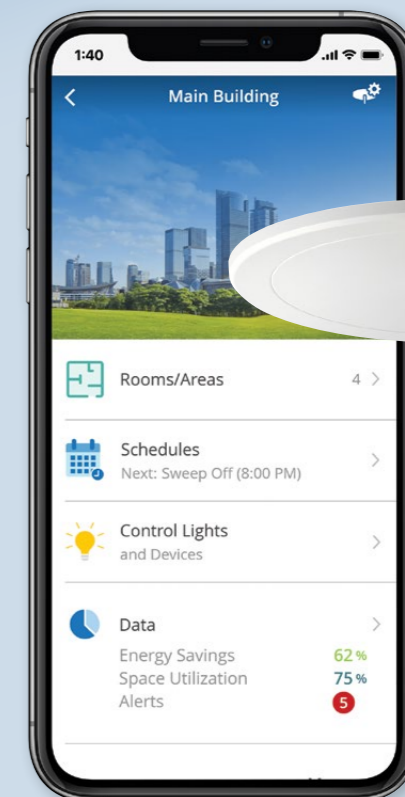 1:40
Main Building
Rooms/Areas 4
Schedules
Next: Sweep Off (8:00 PM)
Control Lights
and Devices
Data
Energy Savings 62 %
Space Utilization 75 %
Alerts 5